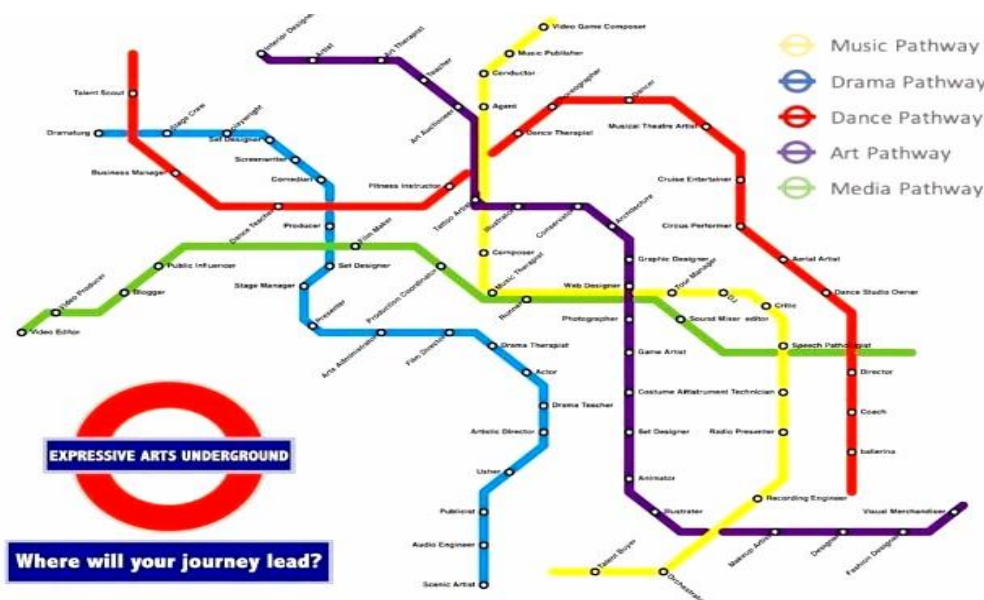 Video Game Composer
Interior Designer
Artist
Art Therapist
Music Publisher
Music Pathway
Conductor
Teacher
Drama Pathway
Talent Scout
Agent
Choreographer
Dancer
Dance Pathway
Art Auctioneer
Dramaturg
Stage Crew
Playwright
Set Designer
Dance Therapist
Musical Theatre Artist
Art Pathway
Screenwriter
Business Manager
Comedian
Fitness Instructor
Cruise Entertainer
Media Pathway
Dance Teacher
Producer
Tattoo Artist
Illustrator
Conservator
Architecture
Circus Performer
Film Maker
Composer
Graphic Designer
Aerial Artist
Public Influencer
Set Designer
Production Coordinator
Music Therapist
Web Designer
Tour Manager
DJ
Critic
Dance Studio Owner
Video Producer
Blogger
Stage Manager
Runner
Photographer
Sound Mixer editor
Video Editor
Presenter
Arts Administrator
Film Director
Drama Therapist
Game Artist
Speech Pathologist
Actor
Director
Costume
Instrument Technician
Drama Teacher
Coach
Artistic Director
Set Designer
Radio Presenter
EXPRESSIVE ARTS UNDERGROUND
ballerina
Usher
Animator
Recording Engineer
Publicist
Illustrater
Visual Merchandiser
Audio Engineer
Makeup Artist
Designer
Fashion Designer
Where will your journey lead?
Scenic Artist
Talent Buyer